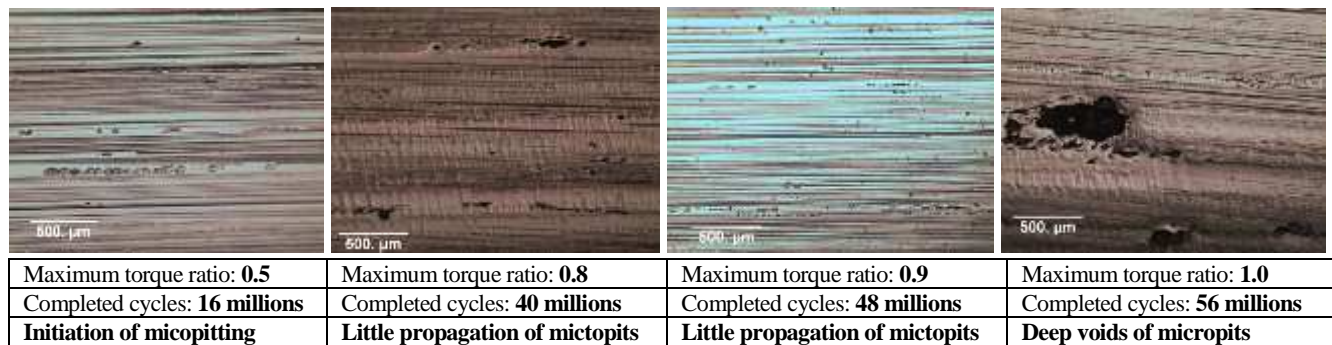 500. µm
500. µm
500. µm
500. µm
Maximum torque ratio: 0.5
Maximum torque ratio: 0.8
Maximum torque ratio: 0.9
Maximum torque ratio: 1.0
Completed cycles: 16 millions
Completed cycles: 40 millions
Completed cycles: 48 millions
Completed cycles: 56 millions
Initiation of micopitting
Little propagation of mictopits
Little propagation of mictopits
Deep voids of micropits